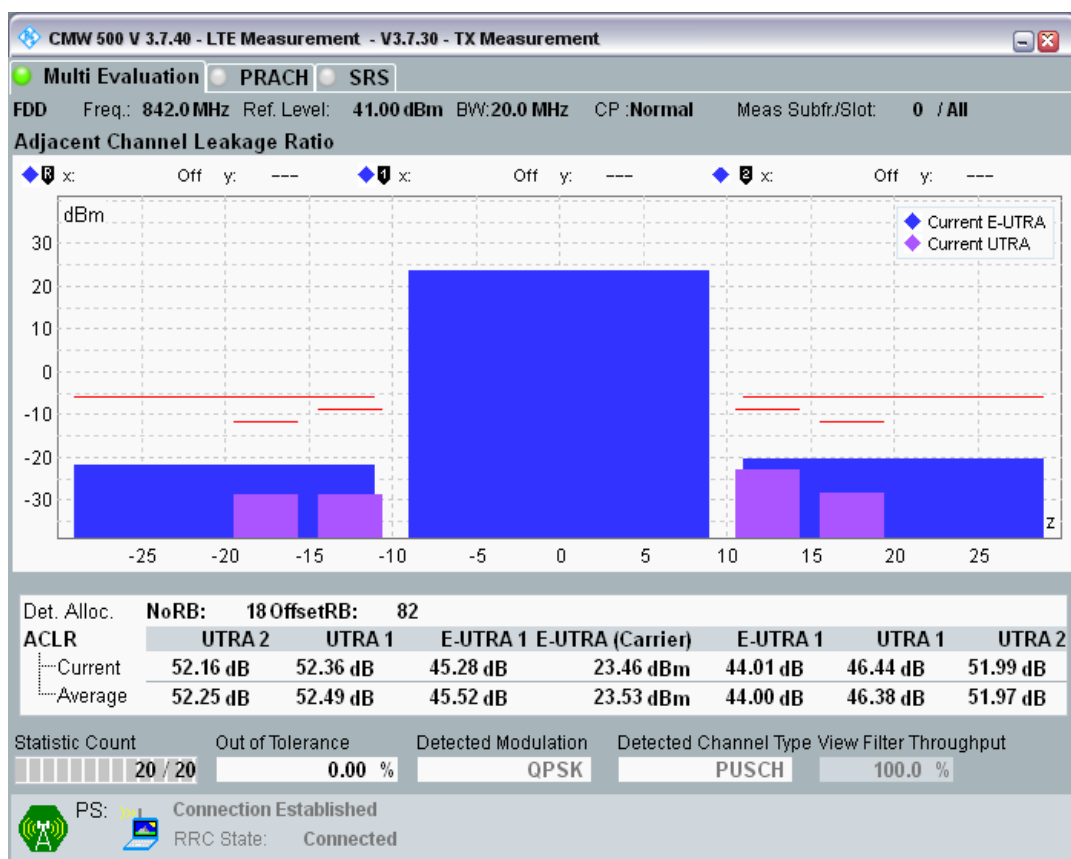 CMW 500 V 3.7.40 - LTE Measurement - V3.7.30 - TX Measurement
Multi Evaluation PRACH SRS
FDD Freq.: 842.0 MHz Ref. Level: 41.00 dBm BW:20.0 MHz CP :Normal Meas Subfr./Slot: 0 / All
Adjacent Channel Leakage Ratio
R x: Off y: --- 1 x: Off y: --- 2 x: Off y: ---
dBm
Current E-UTRA
Current UTRA
30
20
10
0
-10
-20
-30
z
-25 -20 -15 -10 -5 0 5 10 15 20 25
Det. Alloc. NoRB: 18 OffsetRB: 82
ACLR UTRA 2 UTRA 1 E-UTRA 1 E-UTRA (Carrier) E-UTRA 1 UTRA 1 UTRA 2
Current 52.16 dB 52.36 dB 45.28 dB 23.46 dBm 44.01 dB 46.44 dB 51.99 dB
Average 52.25 dB 52.49 dB 45.52 dB 23.53 dBm 44.00 dB 46.38 dB 51.97 dB
Statistic Count Out of Tolerance Detected Modulation Detected Channel Type View Filter Throughput
20 / 20 0.00 % QPSK PUSCH 100.0 %
PS: Connection Established
RRC State: Connected